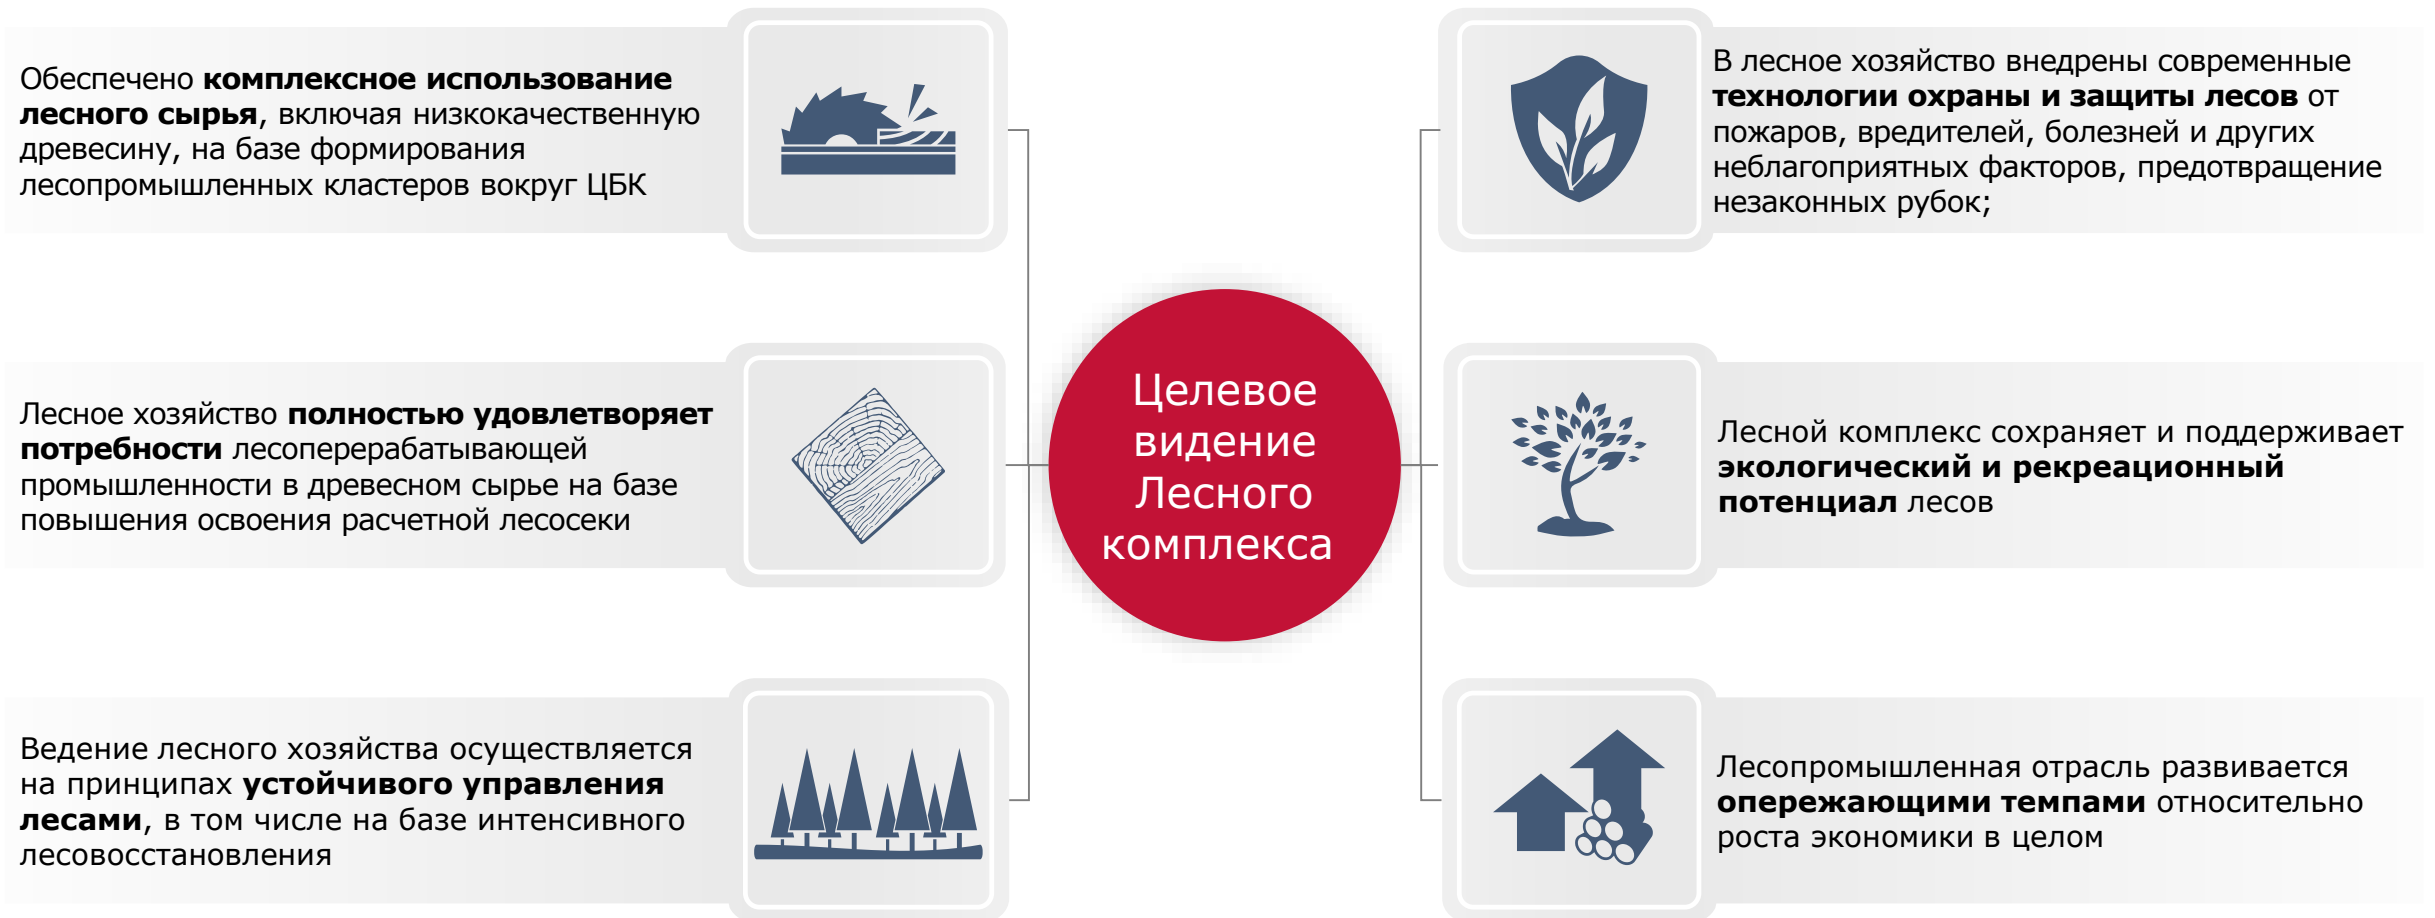 Обеспечено комплексное использование
лесного сырья, включая низкокачественную
древесину, на базе формирования
лесопромышленных кластеров вокруг ЦБК
Лесное хозяйство полностью удовлетворяет
потребности лесоперерабатывающей
промышленности в древесном сырье на базе
повышения освоения расчетной лесосеки
Ведение лесного хозяйства осуществляется
на принципах устойчивого управления
лесами, в том числе на базе интенсивного
лесовосстановления
Целевое
видение
Лесного
комплекса
В лесное хозяйство внедрены современные
технологии охраны и защиты лесов от
пожаров, вредителей, болезней и других
неблагоприятных факторов, предотвращение
незаконных рубок;
Лесной комплекс сохраняет и поддерживает
экологический и рекреационный
потенциал лесов
Лесопромышленная отрасль развивается
опережающими темпами относительно
роста экономики в целом